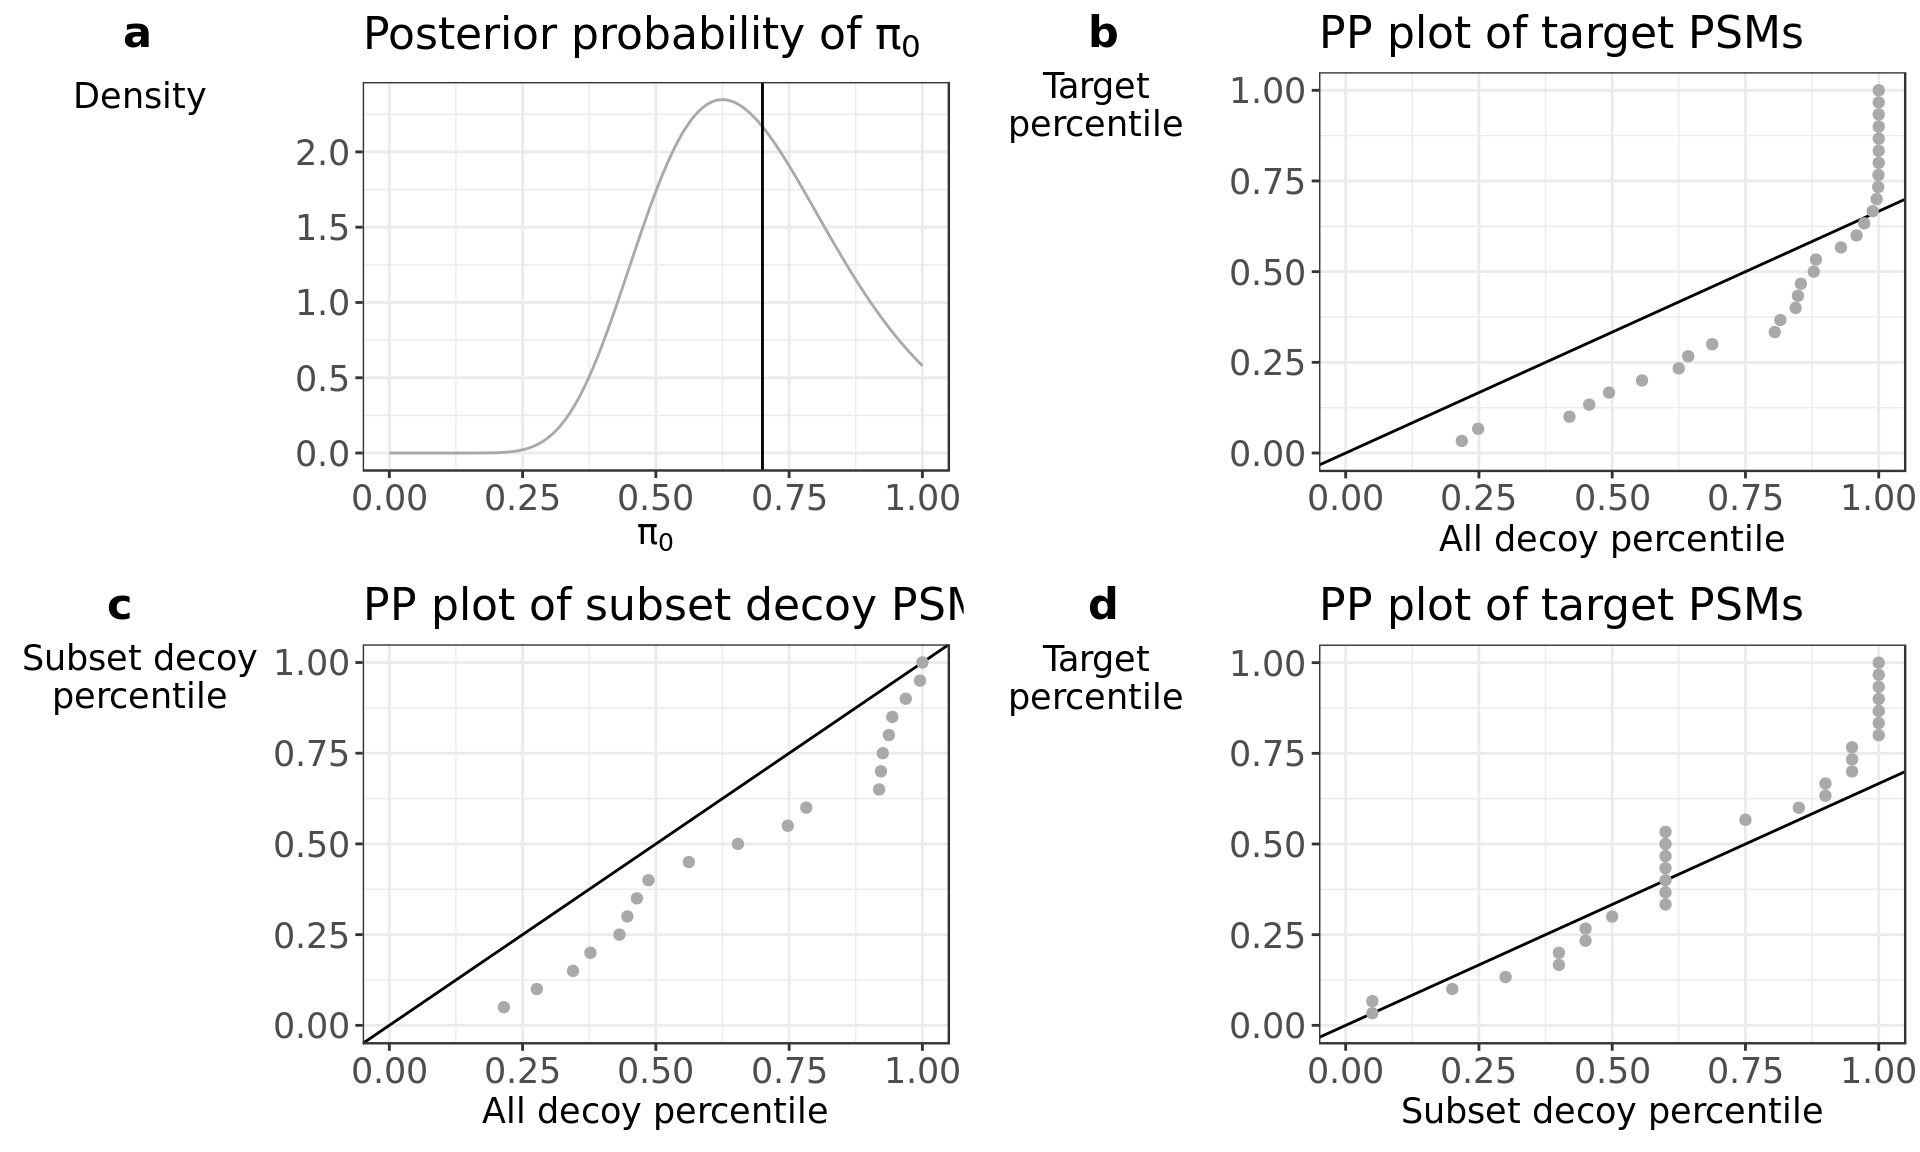 a
Posterior probability of π0
Density
2.0
1.5
1.0
0.5
0.0
0.00 0.25 0.50 0.75 1.00
π0
b
PP plot of target PSMs
Target
percentile
1.00
0.75
0.50
0.25
0.00
0.00 0.25 0.50 0.75 1.00
All decoy percentile
c
PP plot of subset decoy PSM
Subset decoy
percentile
1.00
0.75
0.50
0.25
0.00
0.00 0.25 0.50 0.75 1.00
All decoy percentile
d
PP plot of target PSMs
Target
percentile
1.00
0.75
0.50
0.25
0.00
0.00 0.25 0.50 0.75 1.00
Subset decoy percentile